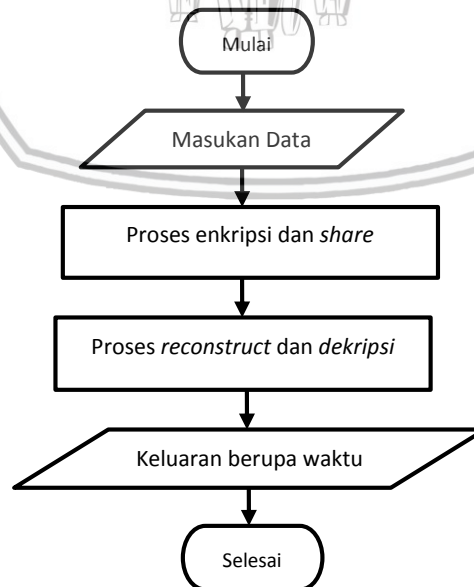 Mulai
Masukan Data
Proses enkripsi dan share
Proses reconstruct dan dekripsi
Keluaran berupa waktu
Selesai